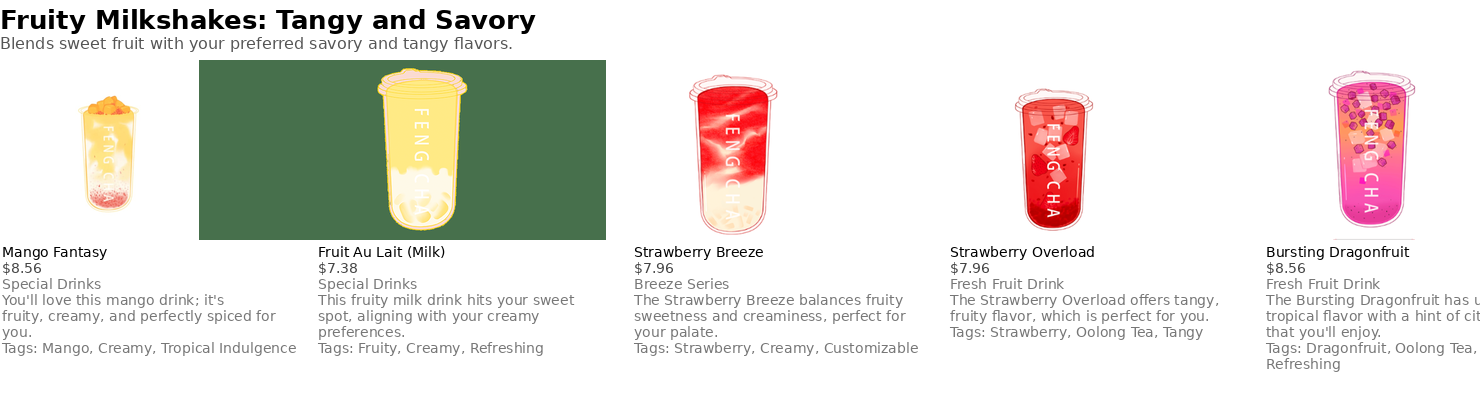 Fruity Milkshakes: Tangy and Savory
Blends sweet fruit with your preferred savory and tangy flavors.
FENG CHA
FENG CHA
FENG CHA
FENG CHA
FENG CHA
Mango Fantasy
$8.56
Special Drinks
You'll love this mango drink; it's
fruity, creamy, and perfectly spiced for
you.
Tags: Mango, Creamy, Tropical Indulgence
Fruit Au Lait (Milk)
$7.38
Special Drinks
This fruity milk drink hits your sweet
spot, aligning with your creamy
preferences.
Tags: Fruity, Creamy, Refreshing
Strawberry Breeze
$7.96
Breeze Series
The Strawberry Breeze balances fruity
sweetness and creaminess, perfect for
your palate.
Tags: Strawberry, Creamy, Customizable
Strawberry Overload
$7.96
Fresh Fruit Drink
The Strawberry Overload offers tangy,
fruity flavor, which is perfect for you.
Tags: Strawberry, Oolong Tea, Tangy
Bursting Dragonfruit
$8.56
Fresh Fruit Drink
The Bursting Dragonfruit has
tropical flavor with a hint of
that you'll enjoy.
Tags: Dragonfruit, Oolong Tea,
Refreshing